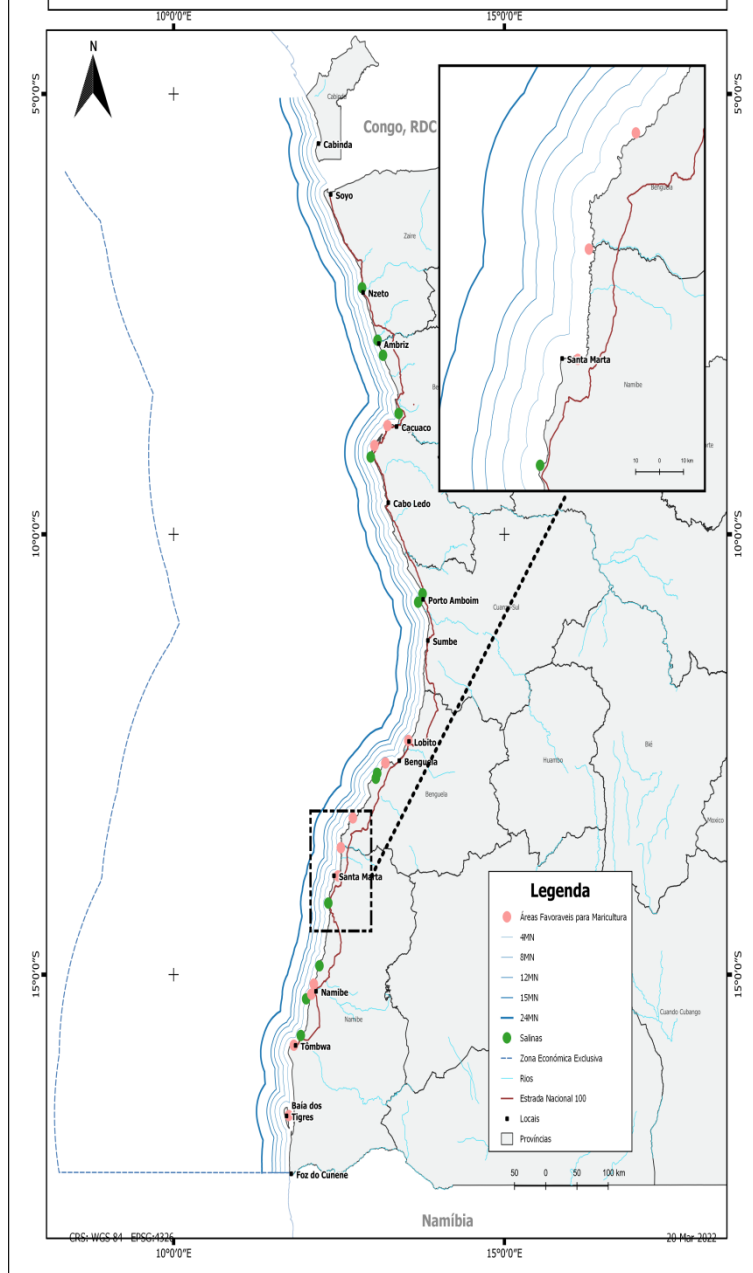 10°0'0"E
15°0'0"E
N
5°0'0"S
5°0'0"S
Cabinda
Congo, RDC
Cabinda
Soyo
Zaire
Nzeto
Ambriz
Cacuaco
Cabo Ledo
Benguela
Santa Marta
Namibe
10 0 10 km
10°0'0"S
10°0'0"S
Porto Amboim
Sumbe
Lobito
Benguela
Benguela
Huambo
Bié
Moxico
Santa Marta
15°0'0"S
15°0'0"S
Namibe
Namibe
Tômbwa
Baia dos
Tigres
Foz do Cunene
Cuando Cubango
Legenda
Áreas Favoraveis para Maricultura
4MN
8MN
12MN
15MN
24MN
Salinas
Zona Económica Exclusiva
Rios
Estrada Nacional 100
Locais
Províncias
50 0 50 100 km
Namíbia
CRS: WGS 84 EPSG:4326
20 Mar 2022
10°0'0"E
15°0'0"E